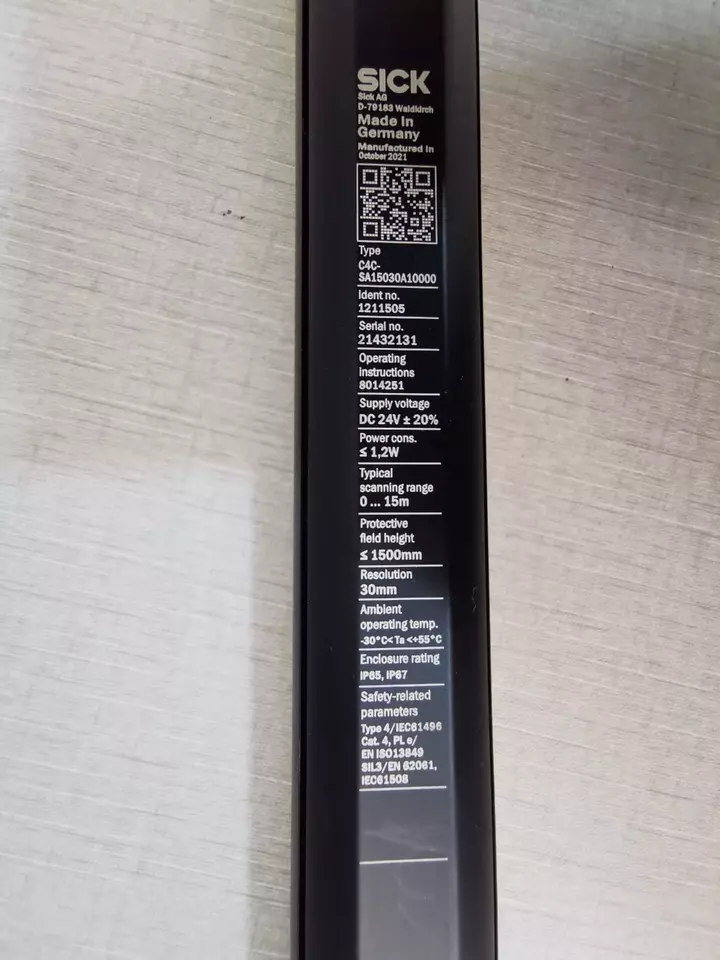 SICK
Sick AG
D-79183 Waldkirch
Made in
Germany
Manufactured in
October 2021
Type
C4C-
SA15030A10000
Ident no.
1211505
Serial no.
21432131
Operating
instructions
8014251
Supply voltage
DC 24V ± 20%
Power cons.
≤ 1,2W
Typical
scanning range
0 ... 15m
Protective
field height
≤ 1500mm
Resolution
30mm
Ambient
operating temp.
-30°C< Ta <+55°C
Enclosure rating
IP65, IP67
Safety-related
parameters
Type 4/IEC61496
Cat. 4, PL e/
EN ISO13849
SIL3/EN 62061,
IEC61508